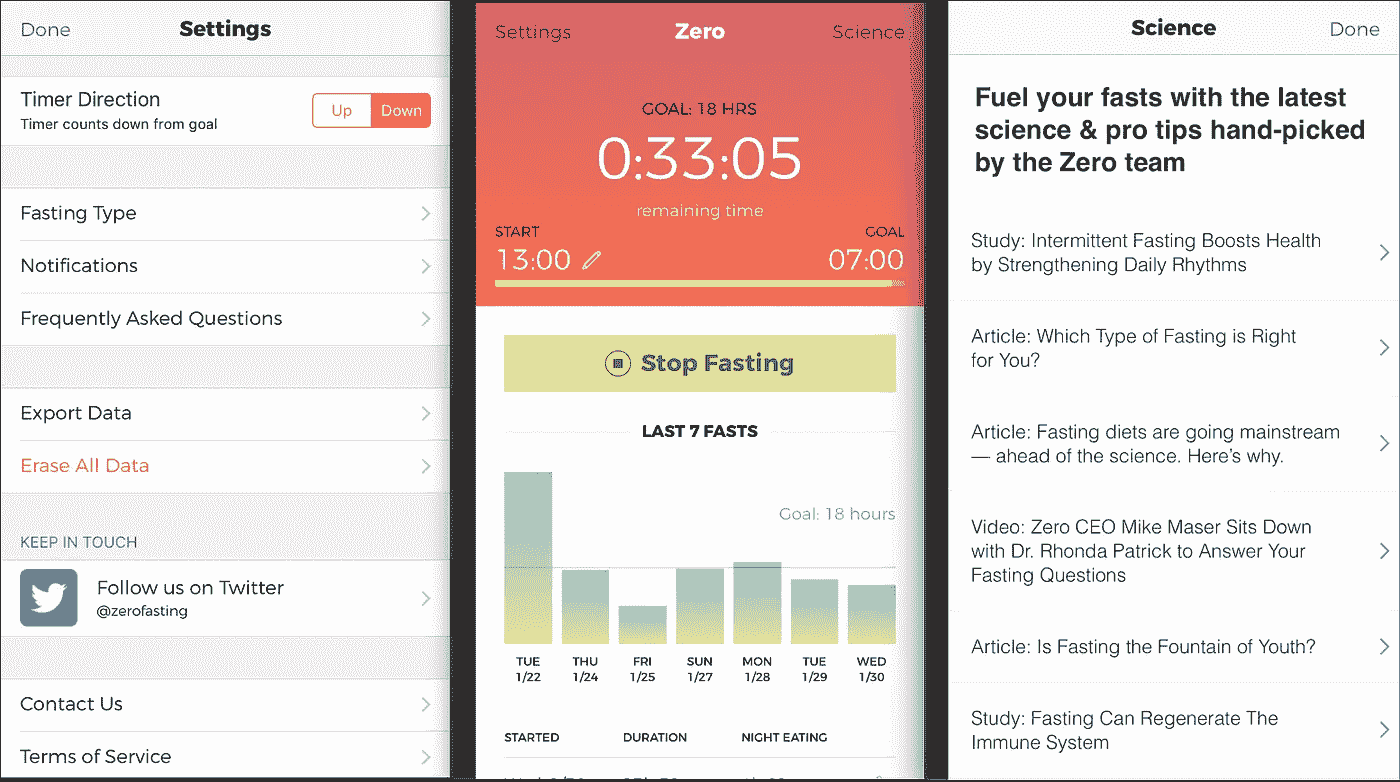 Done
Settings
Timer Direction
Timer counts down from goal
Up
Down
Fasting Type
Notifications
Frequently Asked Questions
Export Data
Erase All Data
KEEP IN TOUCH
Follow us on Twitter
@zerofasting
Contact Us
Terms of Service
Settings
Zero
Science
GOAL: 18 HRS
0:33:05
remaining time
START
GOAL
13:00
07:00
Stop Fasting
LAST 7 FASTS
Goal: 18 hours
TUE THU FRI SUN MON TUE WED
1/22 1/24 1/25 1/27 1/28 1/29 1/30
STARTED DURATION NIGHT EATING
Science
Done
Fuel your fasts with the latest
science & pro tips hand-picked
by the Zero team
Study: Intermittent Fasting Boosts Health
by Strengthening Daily Rhythms
Article: Which Type of Fasting is Right
for You?
Article: Fasting diets are going mainstream
— ahead of the science. Here's why.
Video: Zero CEO Mike Maser Sits Down
with Dr. Rhonda Patrick to Answer Your
Fasting Questions
Article: Is Fasting the Fountain of Youth?
Study: Fasting Can Regenerate The
Immune System